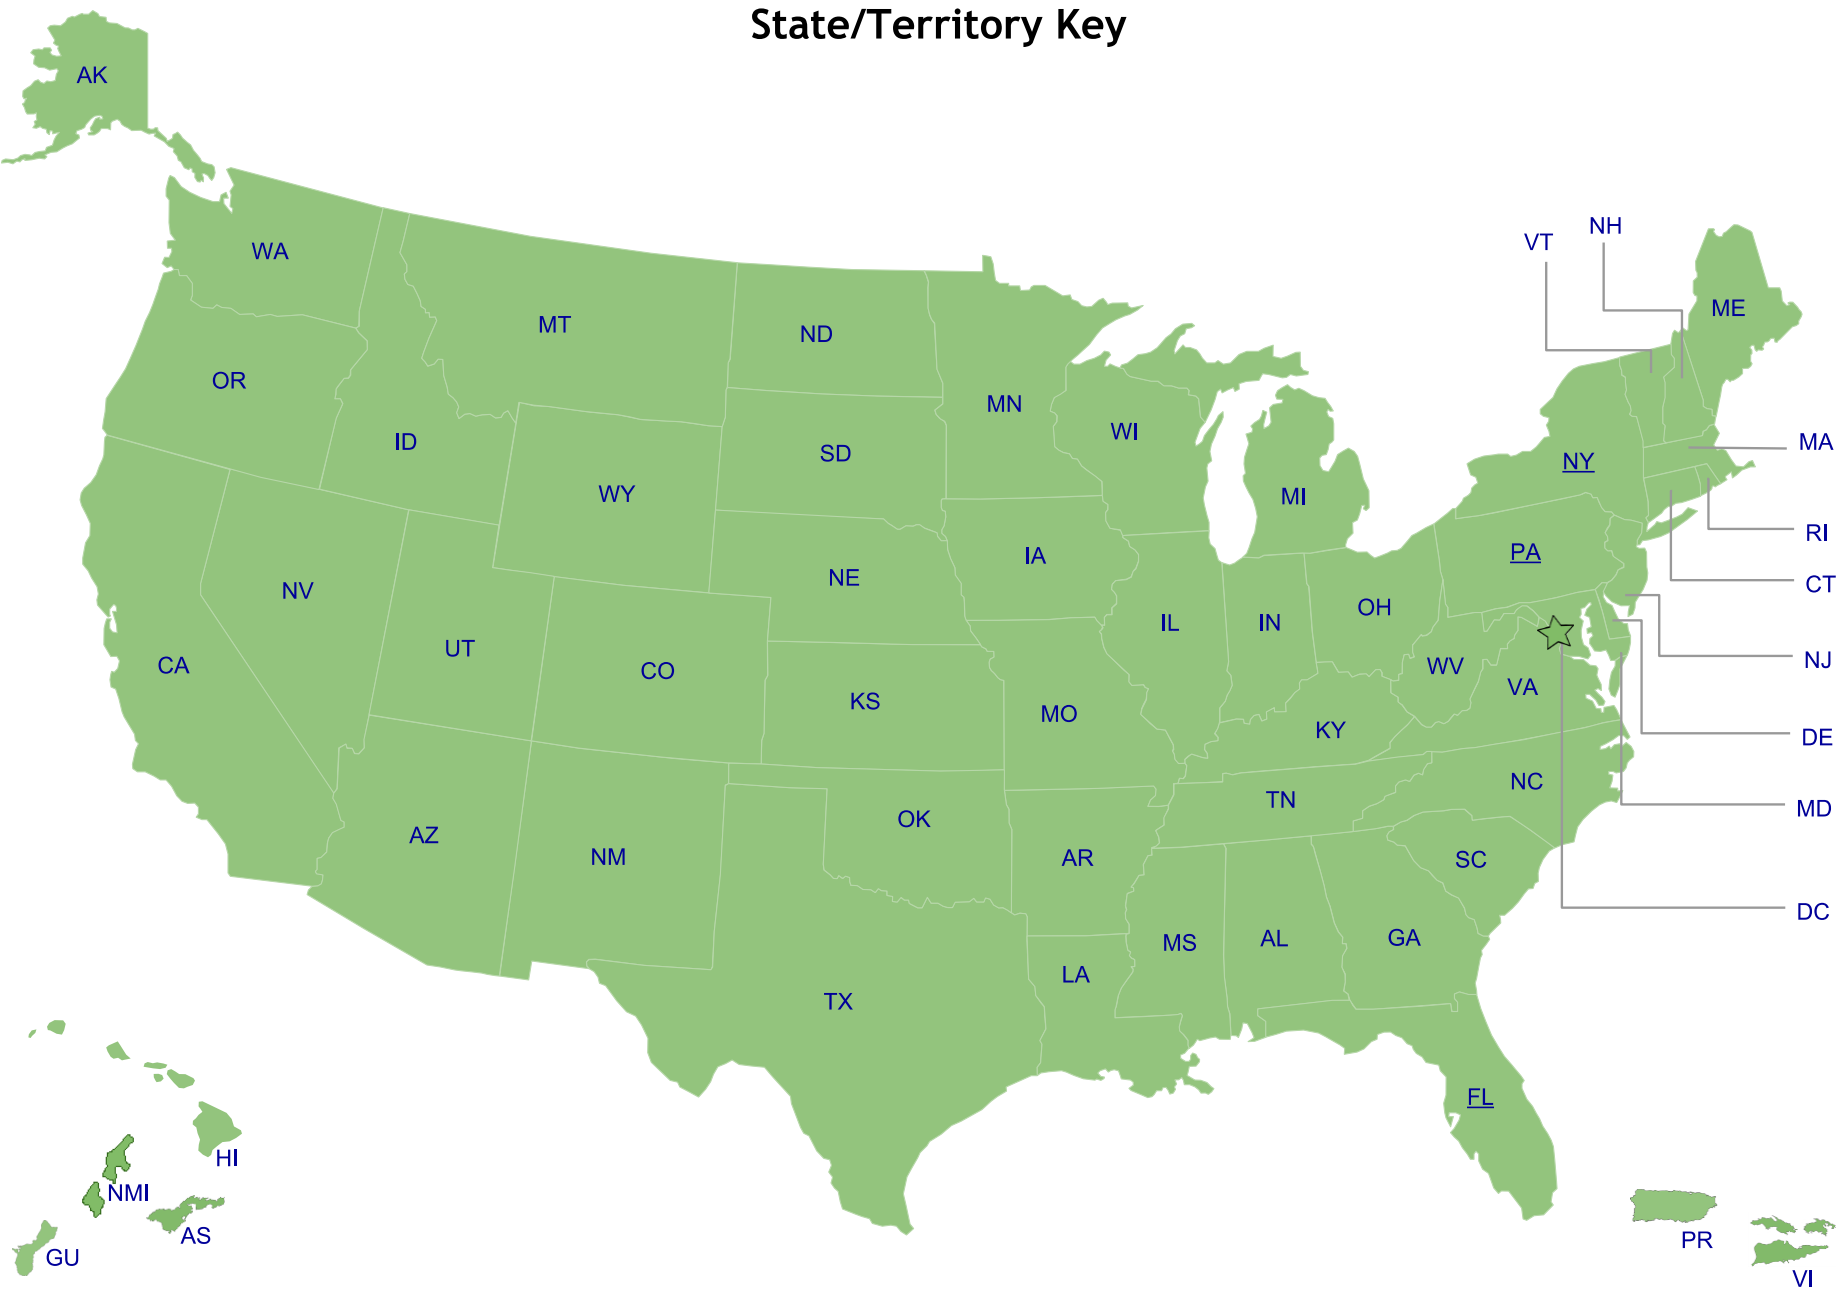 State/Territory Key
AK
NH
VT
WA
ME
MT
ND
OR
MN
WI
ID
MA
SD
NY
WY
MI
RI
PA
IA
NE
CT
NV
OH
IL
IN
UT
NJ
CA
CO
WV
VA
KS
MO
KY
DE
NC
TN
MD
OK
AZ
NM
AR
SC
DC
MS
AL
GA
LA
TX
FL
HI
NMI
AS
PR
GU
VI